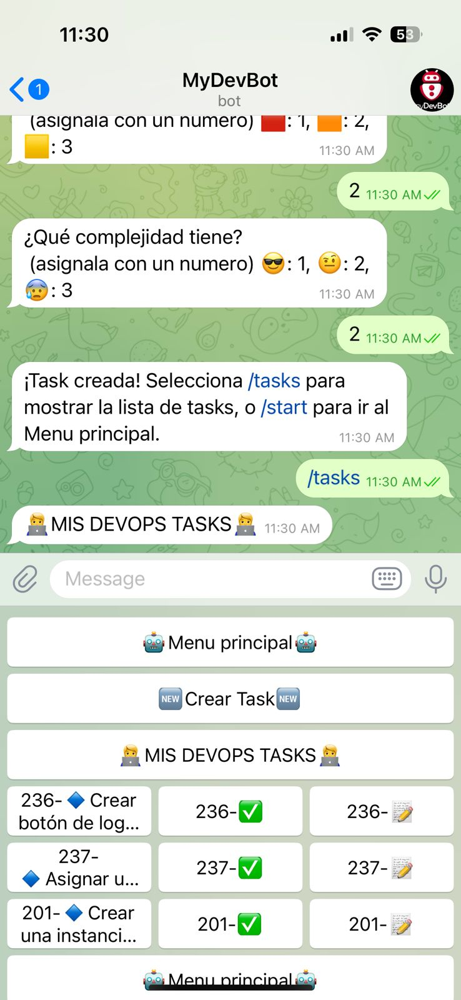 11:30
53
1
MyDevBot
bot
myDevBot
(asignala con un numero) 🟥: 1, 🟧: 2,
🟨: 3
11:30 AM
2 11:30 AM
¿Qué complejidad tiene?
(asignala con un numero) 😎: 1, 🤨: 2,
😰: 3
11:30 AM
2 11:30 AM
¡Task creada! Selecciona /tasks para
mostrar la lista de tasks, o /start para ir al
Menu principal.
11:30 AM
/tasks 11:30 AM
👨‍💻MIS DEVOPS TASKS👨‍💻 11:30 AM
Message
🤖Menu principal🤖
🆕Crear Task🆕
👨‍💻MIS DEVOPS TASKS👨‍💻
236- 🔷 Crear
botón de log...
236-✅
236-📝
237-
🔷 Asignar u...
237-✅
237-📝
201- 🔷 Crear
una instanci...
201-✅
201-📝
🤖Menu principal🤖